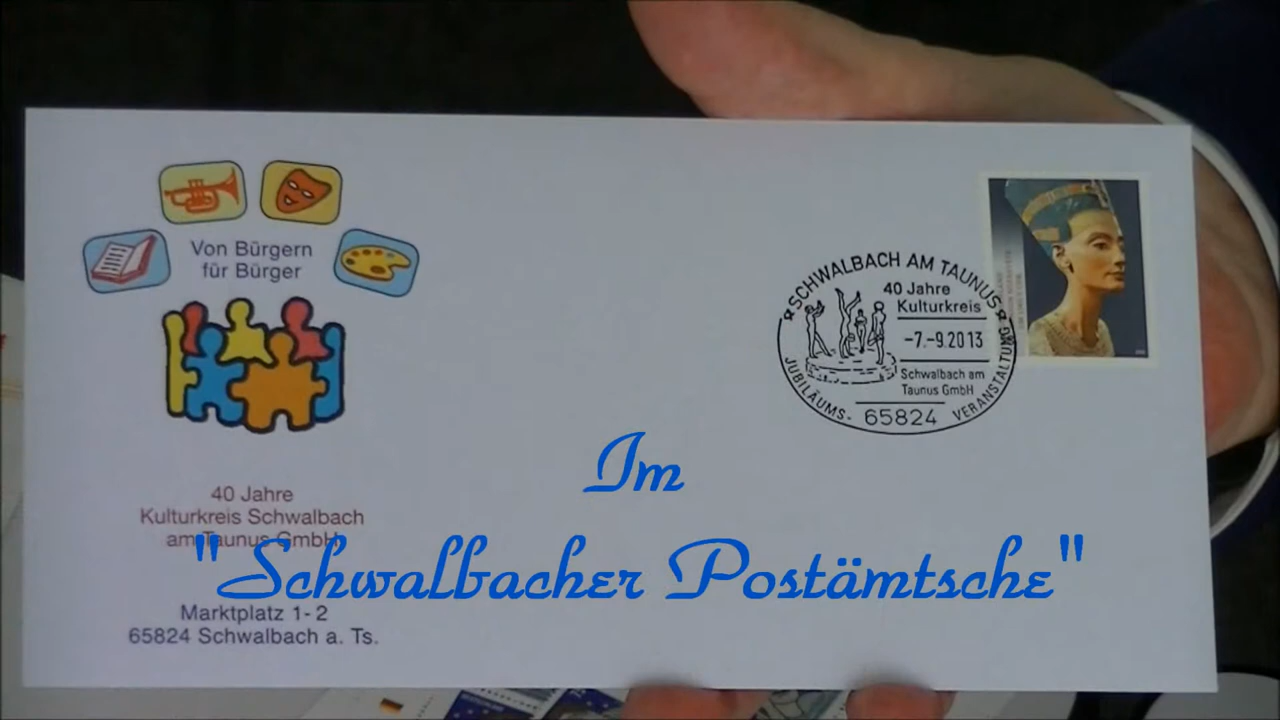 Von Bürgern
für Bürger
40 Jahre
Kulturkreis Schwalbach
am Taunus GmbH
Marktplatz 1-2
65824 Schwalbach a. Ts.
SCHWALBACH AM TAUNUS
40 Jahre
Kulturkreis
-7.-9.2013
Schwalbach am
Taunus GmbH
JUBILÄUMS- VERANSTALTUNG
65824
Im
"Schwalbacher Postämtsche"